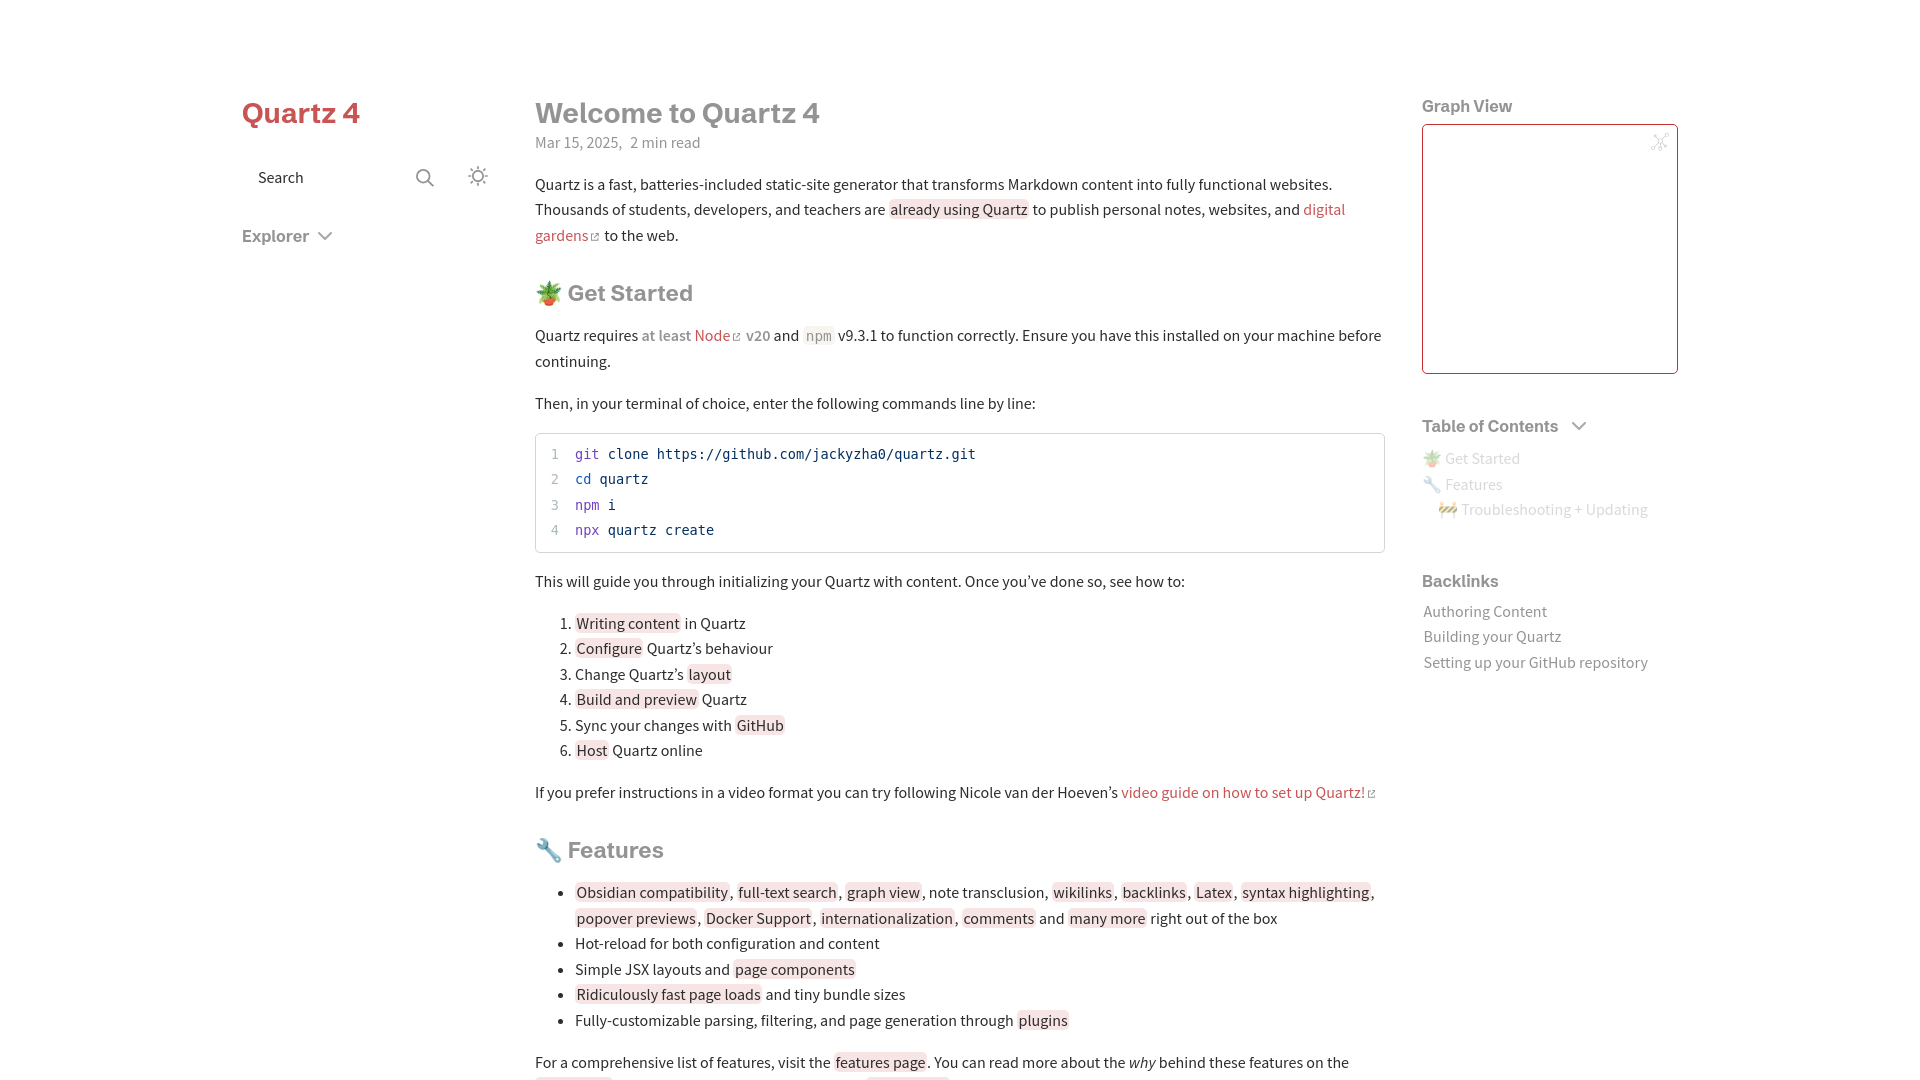 Quartz 4
Search
Explorer
Welcome to Quartz 4
Mar 15, 2025, 2 min read
Quartz is a fast, batteries-included static-site generator that transforms Markdown content into fully functional websites.
Thousands of students, developers, and teachers are already using Quartz to publish personal notes, websites, and digital
gardens to the web.
🪴 Get Started
Quartz requires at least Node v20 and npm v9.3.1 to function correctly. Ensure you have this installed on your machine before
continuing.
Then, in your terminal of choice, enter the following commands line by line:
1 git clone https://github.com/jackyzha0/quartz.git
2 cd quartz
3 npm i
4 npx quartz create
This will guide you through initializing your Quartz with content. Once you’ve done so, see how to:
1. Writing content in Quartz
2. Configure Quartz’s behaviour
3. Change Quartz’s layout
4. Build and preview Quartz
5. Sync your changes with GitHub
6. Host Quartz online
If you prefer instructions in a video format you can try following Nicole van der Hoeven’s video guide on how to set up Quartz!
🔧 Features
• Obsidian compatibility, full-text search, graph view, note transclusion, wikilinks, backlinks, Latex, syntax highlighting,
popover previews, Docker Support, internationalization, comments and many more right out of the box
• Hot-reload for both configuration and content
• Simple JSX layouts and page components
• Ridiculously fast page loads and tiny bundle sizes
• Fully-customizable parsing, filtering, and page generation through plugins
For a comprehensive list of features, visit the features page. You can read more about the why behind these features on the
Graph View
Table of Contents
🪴 Get Started
🔧 Features
🚧 Troubleshooting + Updating
Backlinks
Authoring Content
Building your Quartz
Setting up your GitHub repository